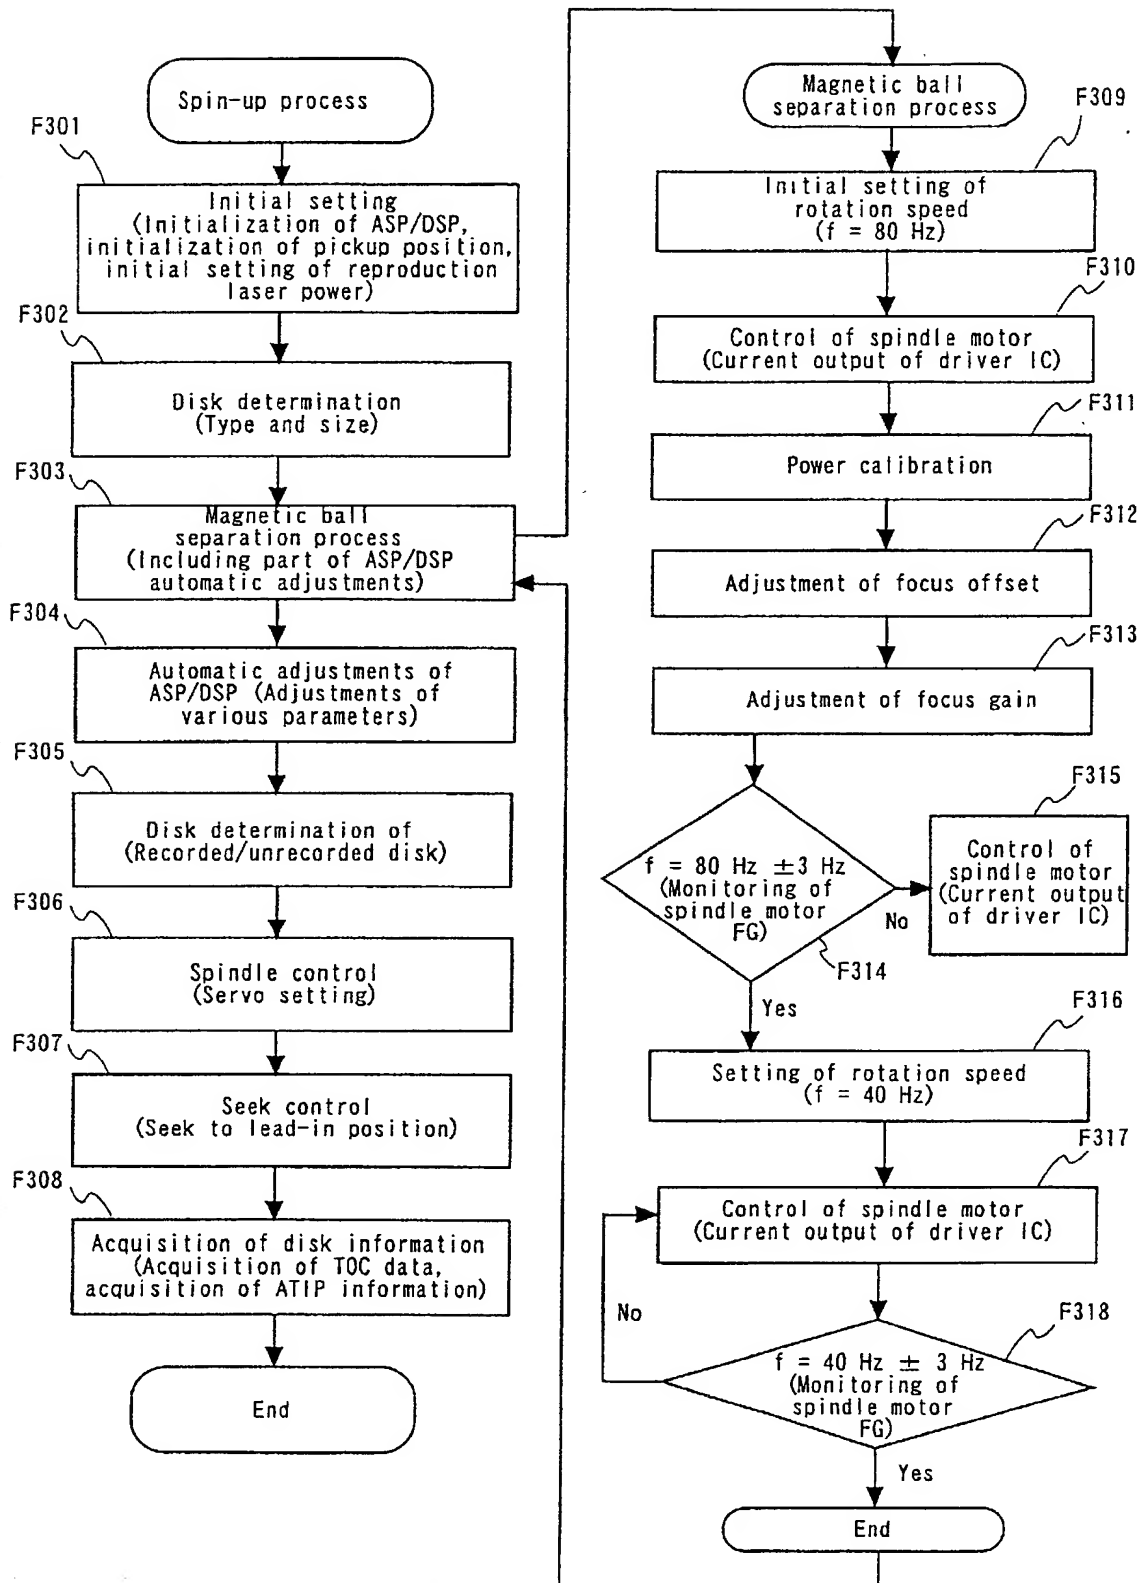 Spin-up process
F301
Initial setting
(Initialization of ASP/DSP,
initialization of pickup position,
initial setting of reproduction
laser power)
F302
Disk determination
(Type and size)
F303
Magnetic ball
separation process
(Including part of ASP/DSP
automatic adjustments)
F304
Automatic adjustments of
ASP/DSP (Adjustments of
various parameters)
F305
Disk determination of
(Recorded/unrecorded disk)
F306
Spindle control
(Servo setting)
F307
Seek control
(Seek to lead-in position)
F308
Acquisition of disk information
(Acquisition of TOC data,
acquisition of ATIP information)
End
Magnetic ball
separation process
F309
Initial setting of
rotation speed
(f = 80 Hz)
F310
Control of spindle motor
(Current output of driver IC)
F311
Power calibration
F312
Adjustment of focus offset
F313
Adjustment of focus gain
f = 80 Hz ±3 Hz
(Monitoring of
spindle motor
FG)
F314
No
F315
Control of
spindle motor
(Current output
of driver IC)
Yes
F316
Setting of rotation speed
(f = 40 Hz)
F317
Control of spindle motor
(Current output of driver IC)
No
F318
f = 40 Hz ± 3 Hz
(Monitoring of
spindle motor
FG)
Yes
End